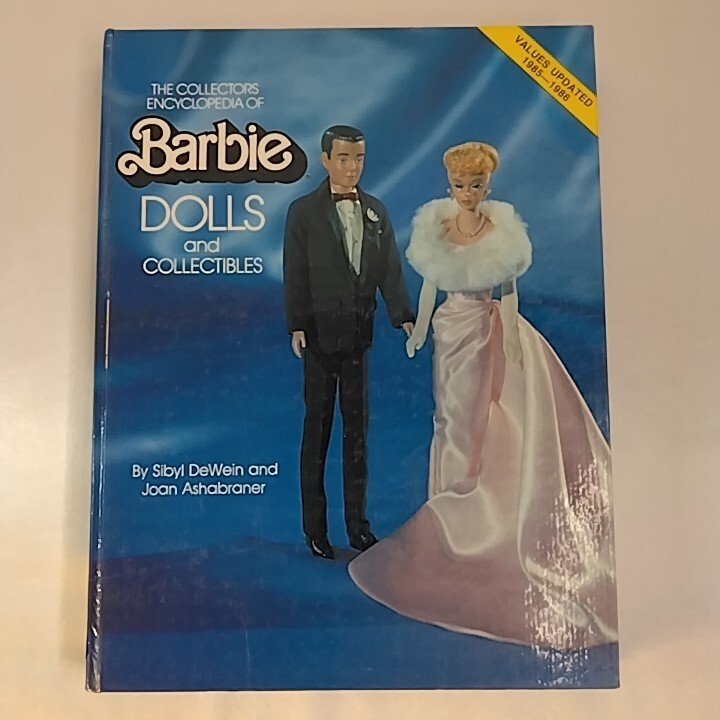 THE COLLECTORS
ENCYCLOPEDIA OF
Barbie
DOLLS
and
COLLECTIBLES
VALUES UPDATED
1985—1986
By Sibyl DeWein and
Joan Ashabraner